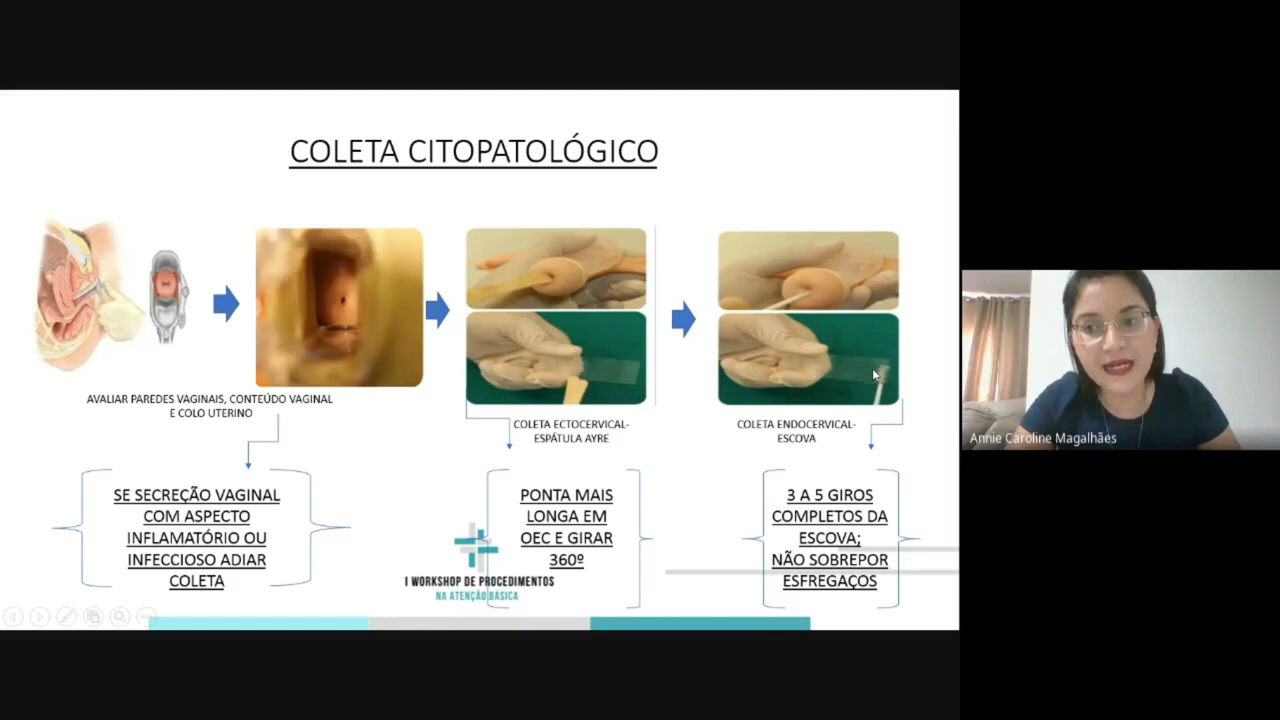 COLETA CITOPATOLÓGICO
AVALIAR PAREDES VAGINAIS, CONTEÚDO VAGINAL
E COLO UTERINO
COLETA ECTOCERVICAL-
ESPÁTULA AYRE
COLETA ENDOCERVICAL-
ESCOVA
SE SECREÇÃO VAGINAL
COM ASPECTO
INFLAMATÓRIO OU
INFECCIOSO ADIAR
COLETA
PONTA MAIS
LONGA EM
OEC E GIRAR
360º
3 A 5 GIROS
COMPLETOS DA
ESCOVA;
NÃO SOBREPOR
ESFREGAÇOS
I WORKSHOP DE PROCEDIMENTOS
NA ATENÇÃO BÁSICA
Annie Caroline Magalhães